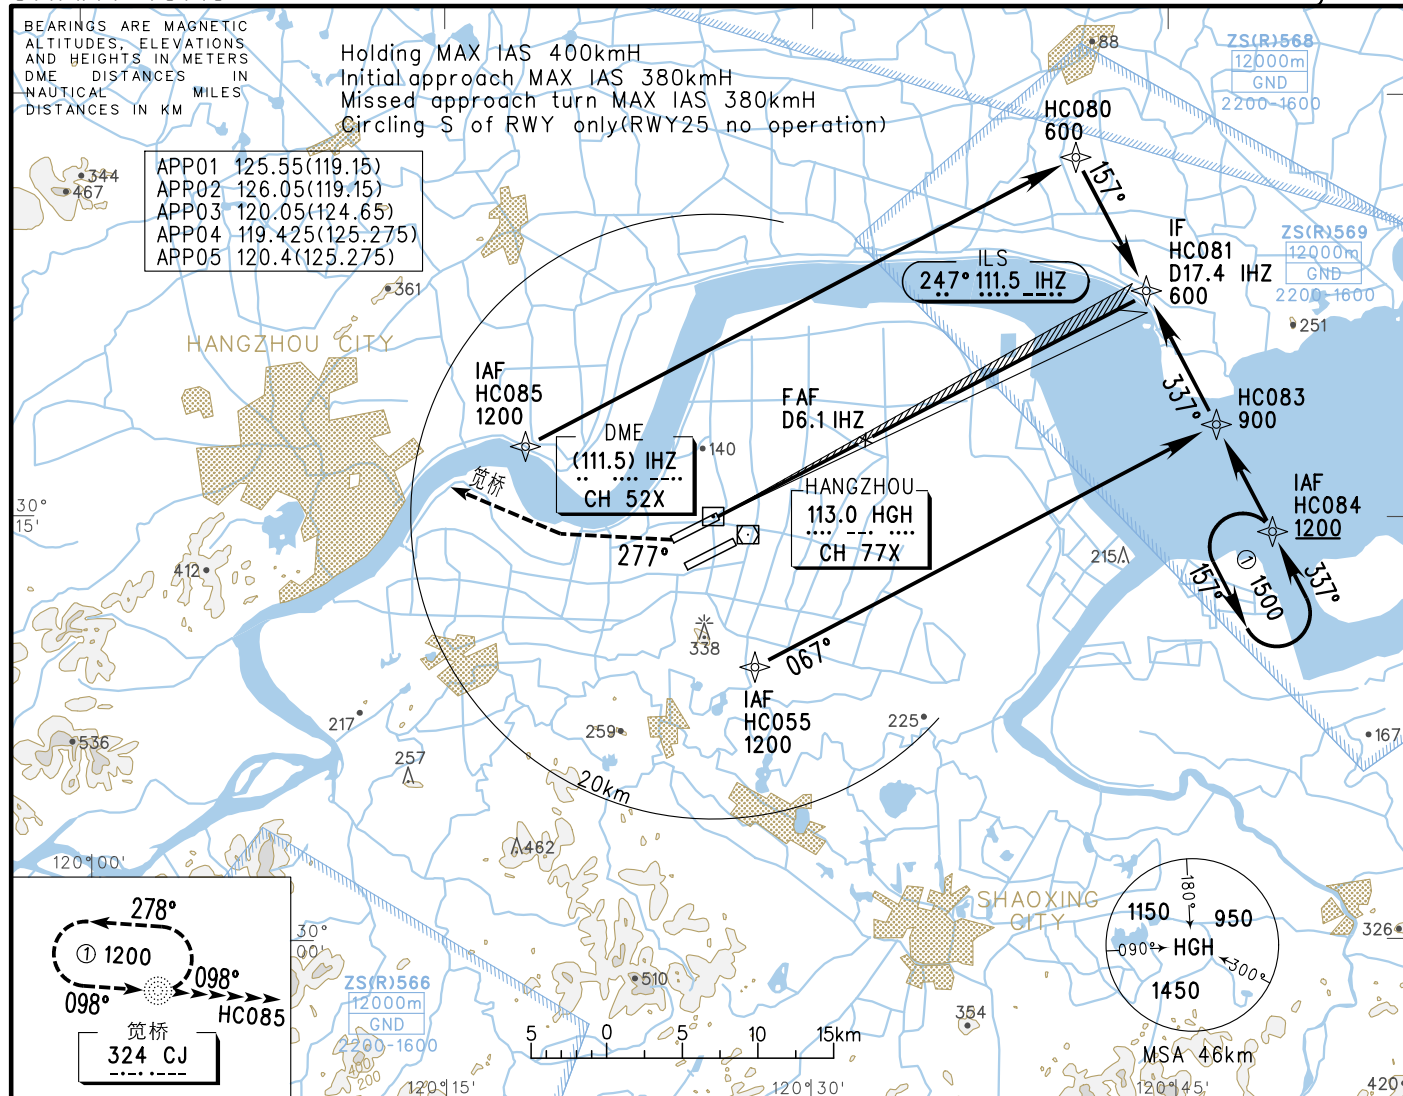 BEARINGS ARE MAGNETIC
ALTITUDES, ELEVATIONS
AND HEIGHTS IN METERS
DME DISTANCES IN
NAUTICAL MILES
DISTANCES IN KM
Holding MAX IAS 400kmH
Initial approach MAX IAS 380kmH
Missed approach turn MAX IAS 380kmH
Circling S of RWY only(RWY25 no operation)
APP01 125.55(119.15)
APP02 126.05(119.15)
APP03 120.05(124.65)
APP04 119.425(125.275)
APP05 120.4(125.275)
88
ZS(R)568
12000m
GND
2200-1600
HC080
600
157°
344
467
IF
HC081
D17.4 IHZ
600
ZS(R)569
12000m
GND
2200-1600
ILS
247° 111.5 IHZ
361
251
HANGZHOU CITY
IAF
HC085
1200
FAF
D6.1 IHZ
337°
HC083
900
DME
(111.5) IHZ
CH 52X
140
笕桥
HANGZHOU
113.0 HGH
CH 77X
IAF
HC084
1200
30°
15'
277°
412
215
157°
① 1500
337°
338
067°
IAF
HC055
1200
217
259
225
167
536
257
20km
462
120°00'
SHAOXING
CITY
278°
① 1200
098°
098°
HC085
笕桥
324 CJ
30°
00'
ZS(R)566
12000m
GND
2200-1600
400
200
510
354
326
420
180°
1150
950
090°
HGH
300°
1450
MSA 46km
5 0 5 10 15km
120°15'
120°30'
120°45'